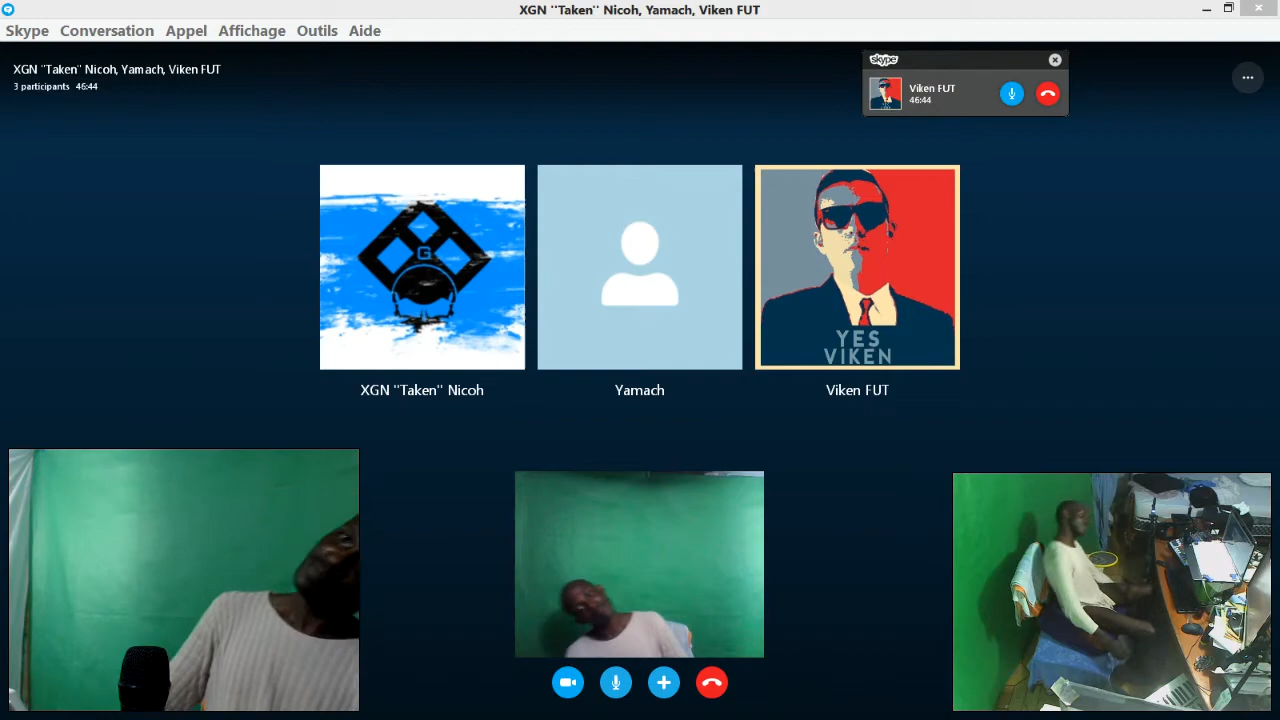 XGN "Taken" Nicoh, Yamach, Viken FUT
Skype Conversation Appel Affichage Outils Aide
XGN "Taken" Nicoh, Yamach, Viken FUT
3 participants 46:44
skype
Viken FUT
46:44
G
YES
VIKEN
XGN "Taken" Nicoh
Yamach
Viken FUT